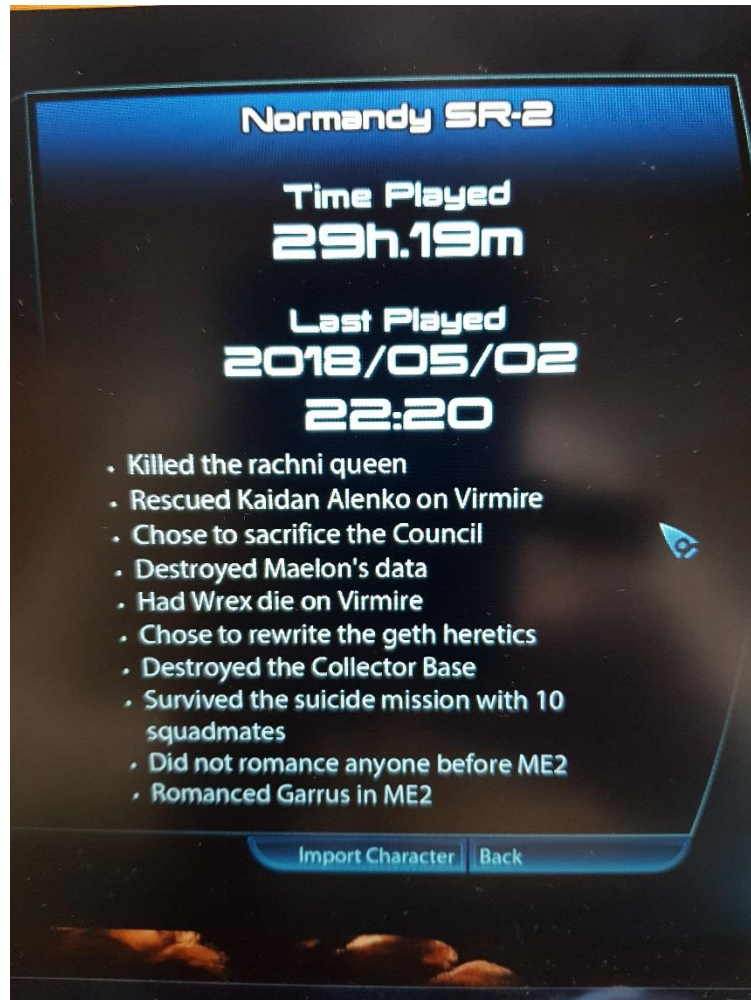 Normandy SR-2
Time Played
29h.19m
Last Played
2018/05/02
22:20
• Killed the rachni queen
• Rescued Kaidan Alenko on Virmire
• Chose to sacrifice the Council
• Destroyed Maelon's data
• Had Wrex die on Virmire
• Chose to rewrite the geth heretics
• Destroyed the Collector Base
• Survived the suicide mission with 10
squadmates
• Did not romance anyone before ME2
• Romanced Garrus in ME2
Import Character Back